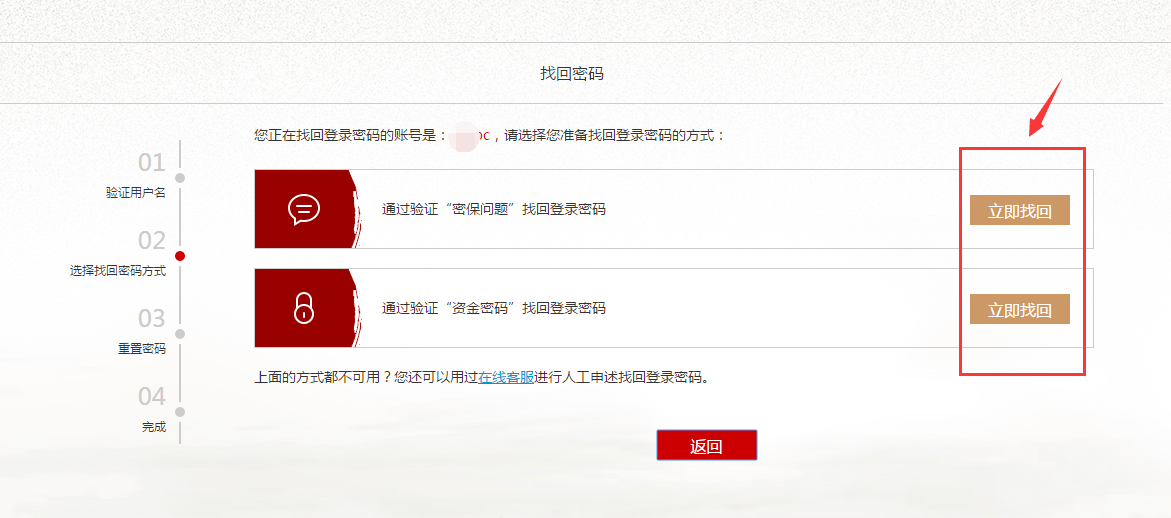 找回密码
您正在找回登录密码的账号是：oc，请选择您准备找回登录密码的方式：
01
验证用户名
02
选择找回密码方式
03
重置密码
04
完成
通过验证“密保问题”找回登录密码
立即找回
通过验证“资金密码”找回登录密码
立即找回
上面的方式都不可用？您还可以用过在线客服进行人工申述找回登录密码。
返回